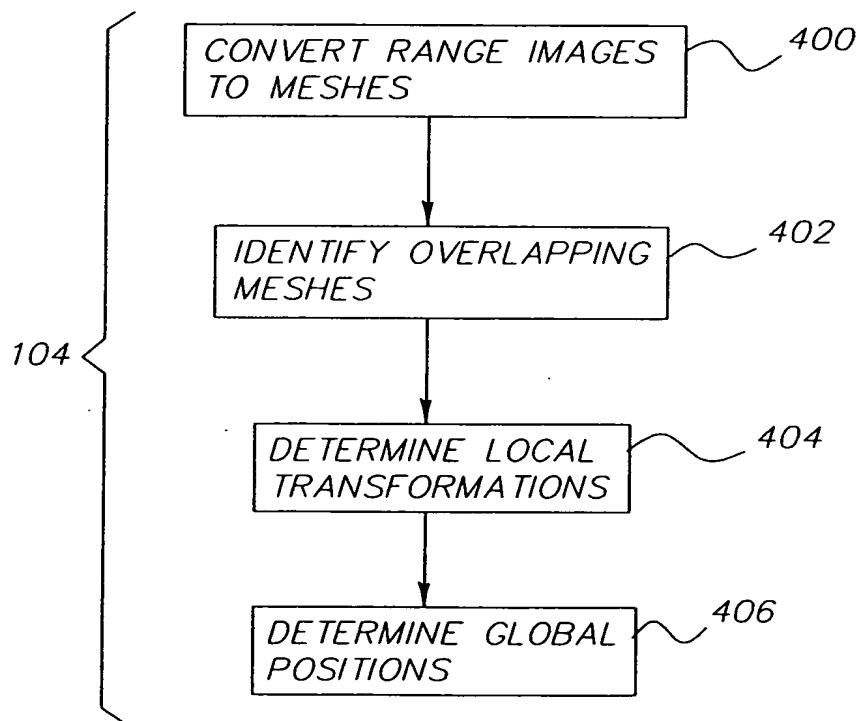 CONVERT RANGE IMAGES
TO MESHES
400
IDENTIFY OVERLAPPING
MESHES
402
104
DETERMINE LOCAL
TRANSFORMATIONS
404
DETERMINE GLOBAL
POSITIONS
406